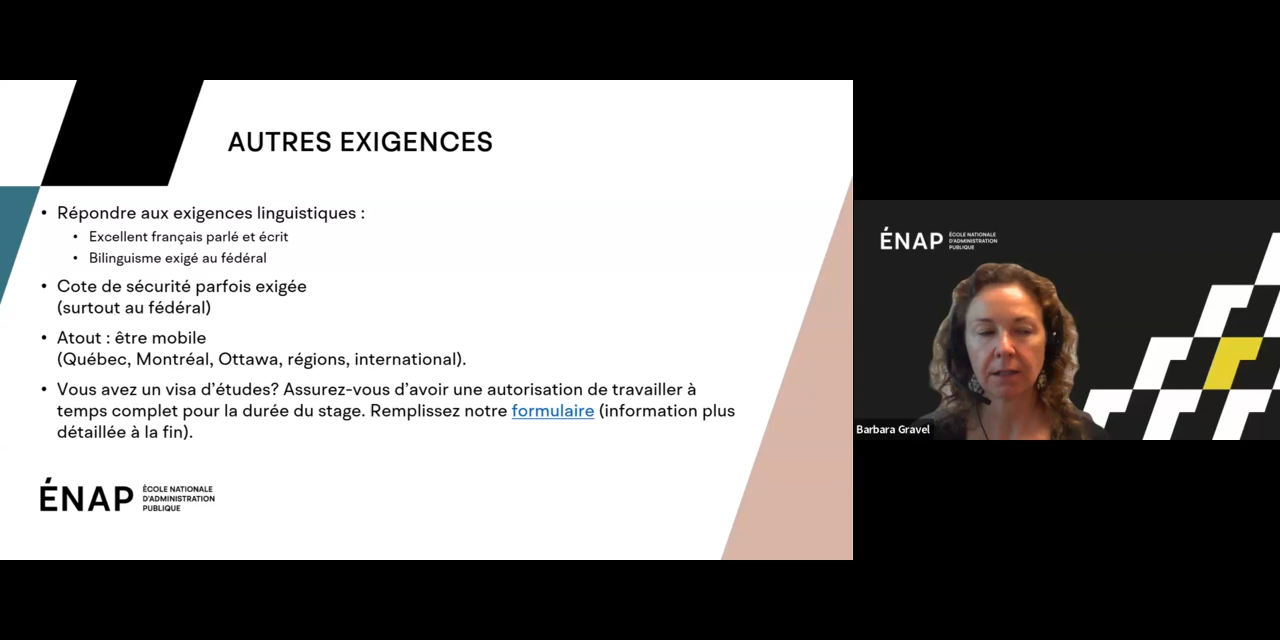 AUTRES EXIGENCES
• Répondre aux exigences linguistiques :
• Excellent français parlé et écrit
• Bilinguisme exigé au fédéral
• Cote de sécurité parfois exigée
(surtout au fédéral)
• Atout : être mobile
(Québec, Montréal, Ottawa, régions, international).
• Vous avez un visa d’études? Assurez-vous d’avoir une autorisation de travailler à
temps complet pour la durée du stage. Remplissez notre formulaire (information plus
détaillée à la fin).
ÉNAP
ÉCOLE NATIONALE
D'ADMINISTRATION
PUBLIQUE
ÉNAP
ÉCOLE NATIONALE
D'ADMINISTRATION
PUBLIQUE
Barbara Gravel